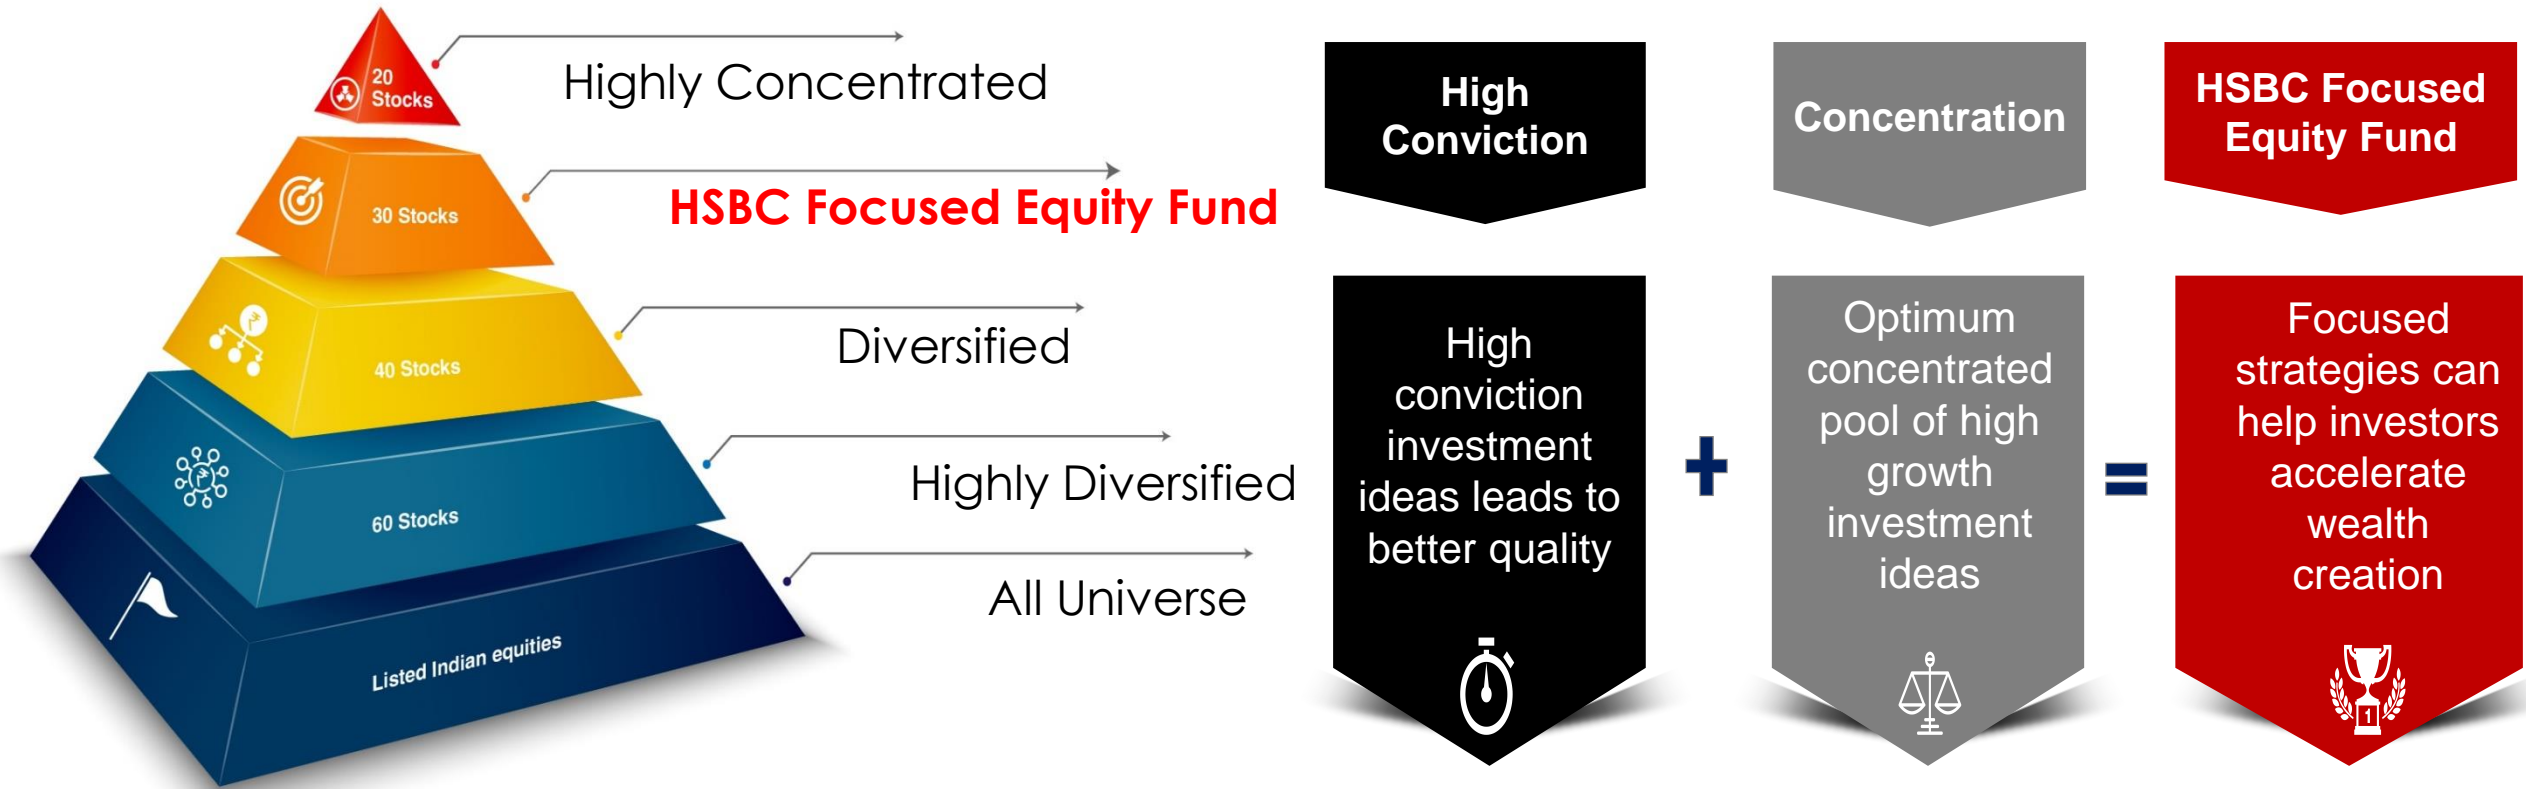 20
Stocks
Highly Concentrated
30 Stocks
HSBC Focused Equity Fund
40 Stocks
Diversified
60 Stocks
Highly Diversified
Listed Indian equities
All Universe
High
Conviction
Concentration
HSBC Focused
Equity Fund
High
conviction
investment
ideas leads to
better quality
+
Optimum
concentrated
pool of high
growth
investment
ideas
=
Focused
strategies can
help investors
accelerate
wealth
creation
1